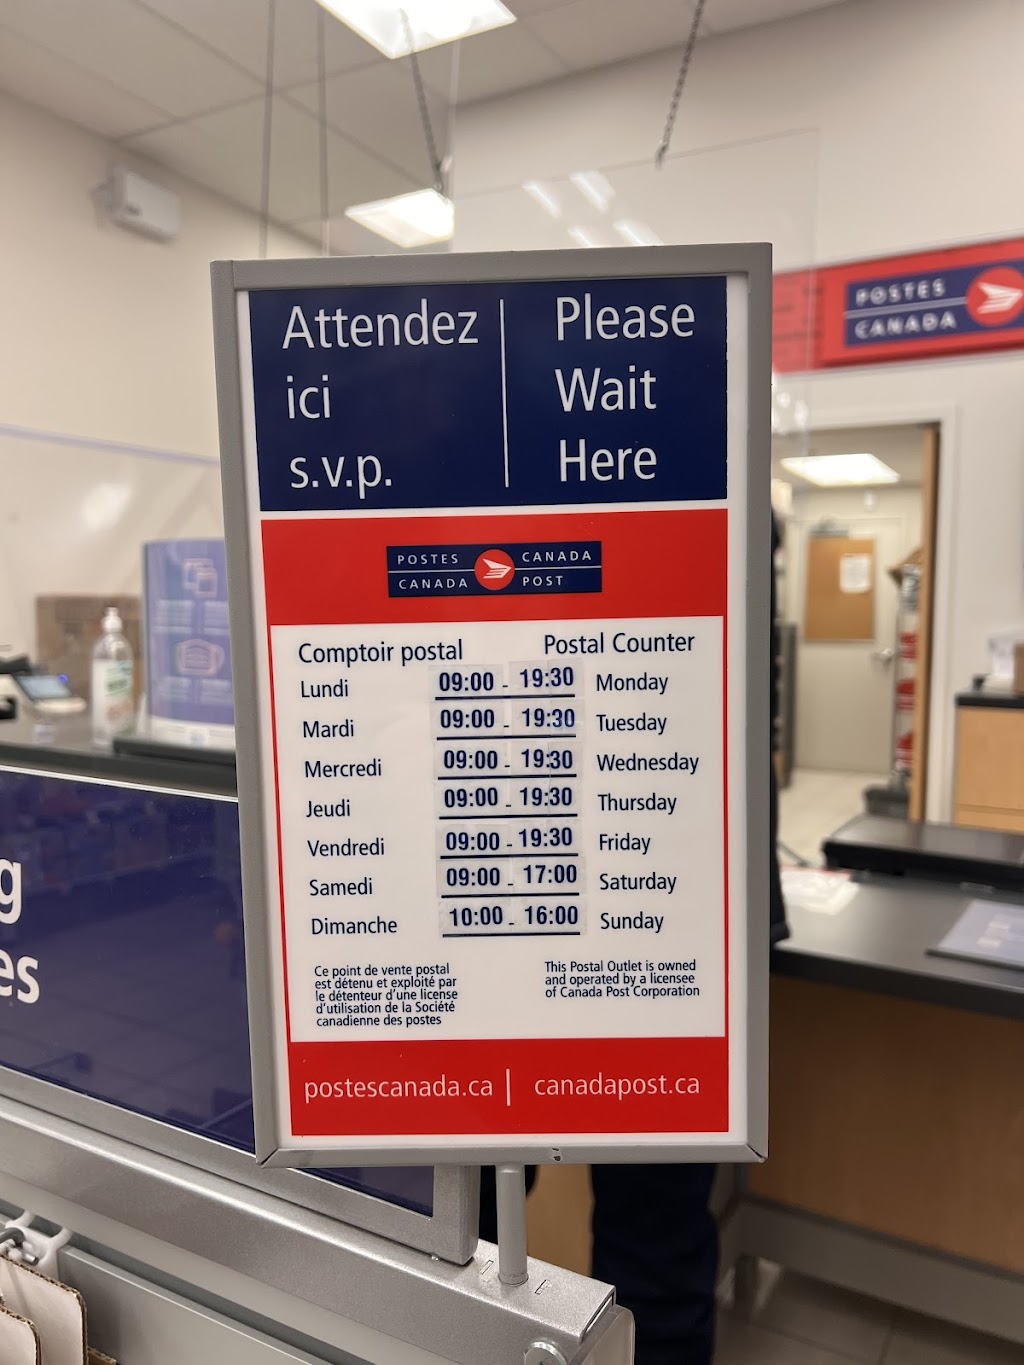 Attendez
ici
s.v.p.
Please
Wait
Here
POSTES CANADA
CANADA POST
Comptoir postal Postal Counter
Lundi 09:00 - 19:30 Monday
Mardi 09:00 - 19:30 Tuesday
Mercredi 09:00 - 19:30 Wednesday
Jeudi 09:00 - 19:30 Thursday
Vendredi 09:00 - 19:30 Friday
Samedi 09:00 - 17:00 Saturday
Dimanche 10:00 - 16:00 Sunday
Ce point de vente postal
est détenu et exploité par
le détenteur d'une license
d'utilisation de la Société
canadienne des postes
This Postal Outlet is owned
and operated by a licensee
of Canada Post Corporation
postescanada.ca | canadapost.ca
POSTES
CANADA
g
es